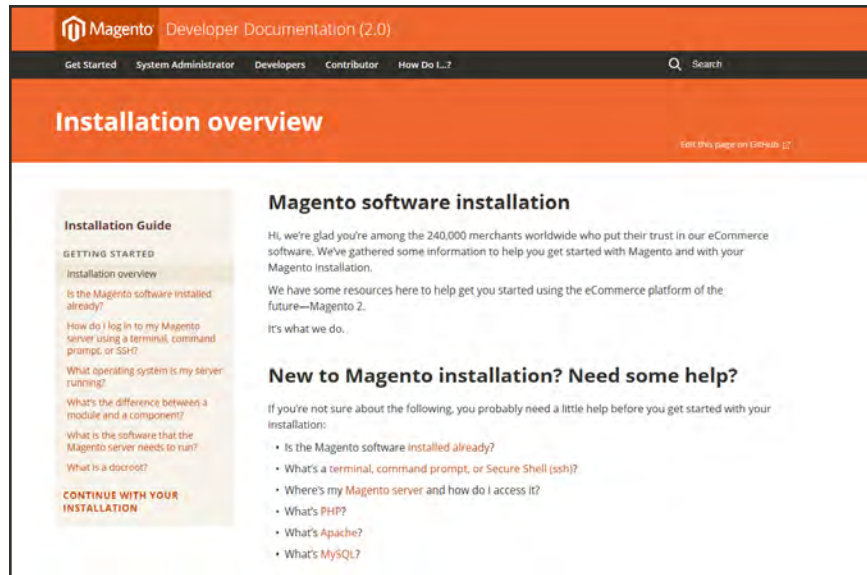 Magento Developer Documentation (2.0)
Get Started System Administrator Developers Contributor How Do I...? Search
Installation overview
Edit this page on GitHub
Installation Guide
GETTING STARTED
Installation overview
Is the Magento software installed
already?
How do I log in to my Magento
server using a terminal, command
prompt, or SSH?
What operating system is my server
running?
What's the difference between a
module and a component?
What is the software that the
Magento server needs to run?
What is a docroot?
CONTINUE WITH YOUR
INSTALLATION
Magento software installation
Hi, we're glad you're among the 240,000 merchants worldwide who put their trust in our eCommerce
software. We've gathered some information to help you get started with Magento and with your
Magento installation.
We have some resources here to help get you started using the eCommerce platform of the
future—Magento 2.
It's what we do.
New to Magento installation? Need some help?
If you're not sure about the following, you probably need a little help before you get started with your
installation:
• Is the Magento software installed already?
• What's a terminal, command prompt, or Secure Shell (ssh)?
• Where's my Magento server and how do I access it?
• What's PHP?
• What's Apache?
• What's MySQL?